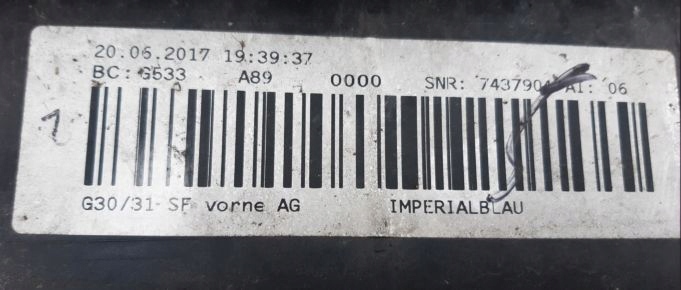 20.06.2017 19:39:37
BC: G533 A89 0000 SNR: AI: 06
1
G30/31 SF vorne AG IMPERIALBLAU